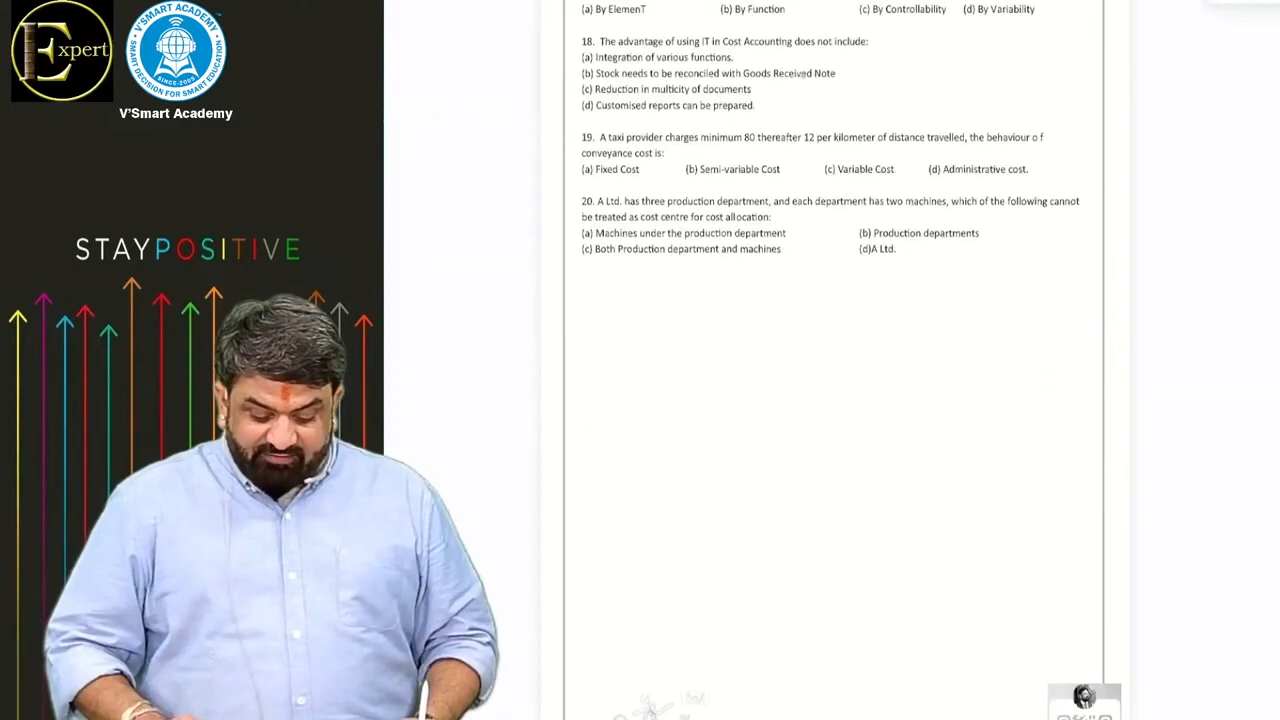 Expert
V'SMART ACADEMY
SMART DECISION FOR SMART EDUCATION
SINCE-2005
V'Smart Academy
STAYPOSITIVE
(a) By ElemenT (b) By Function (c) By Controllability (d) By Variability
18. The advantage of using IT in Cost Accounting does not include:
(a) Integration of various functions.
(b) Stock needs to be reconciled with Goods Received Note
(c) Reduction in multicity of documents
(d) Customised reports can be prepared.
19. A taxi provider charges minimum 80 thereafter 12 per kilometer of distance travelled, the behaviour o f
conveyance cost is:
(a) Fixed Cost (b) Semi-variable Cost (c) Variable Cost (d) Administrative cost.
20. A Ltd. has three production department, and each department has two machines, which of the following cannot
be treated as cost centre for cost allocation:
(a) Machines under the production department (b) Production departments
(c) Both Production department and machines (d)A Ltd.